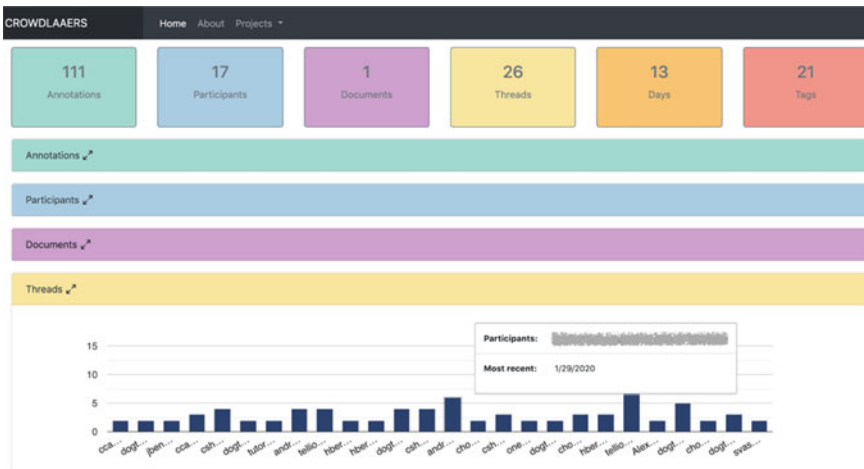 CROWDLAAERS Home About Projects
111 17 1 26 13 21
Annotations Participants Documents Threads Days Tags
Annotations
Participants
Documents
Threads
Participants:
15
Most recent: 1/29/2020
10
5
0
cca... dogt... jben... cca... csh... dogt... tutor... andr... tellio... hber... hber... dogt... csh... andr... cho... csh... one... dogt... cho... hber... tellio... Alex... dogt... cho... dogt... svas...